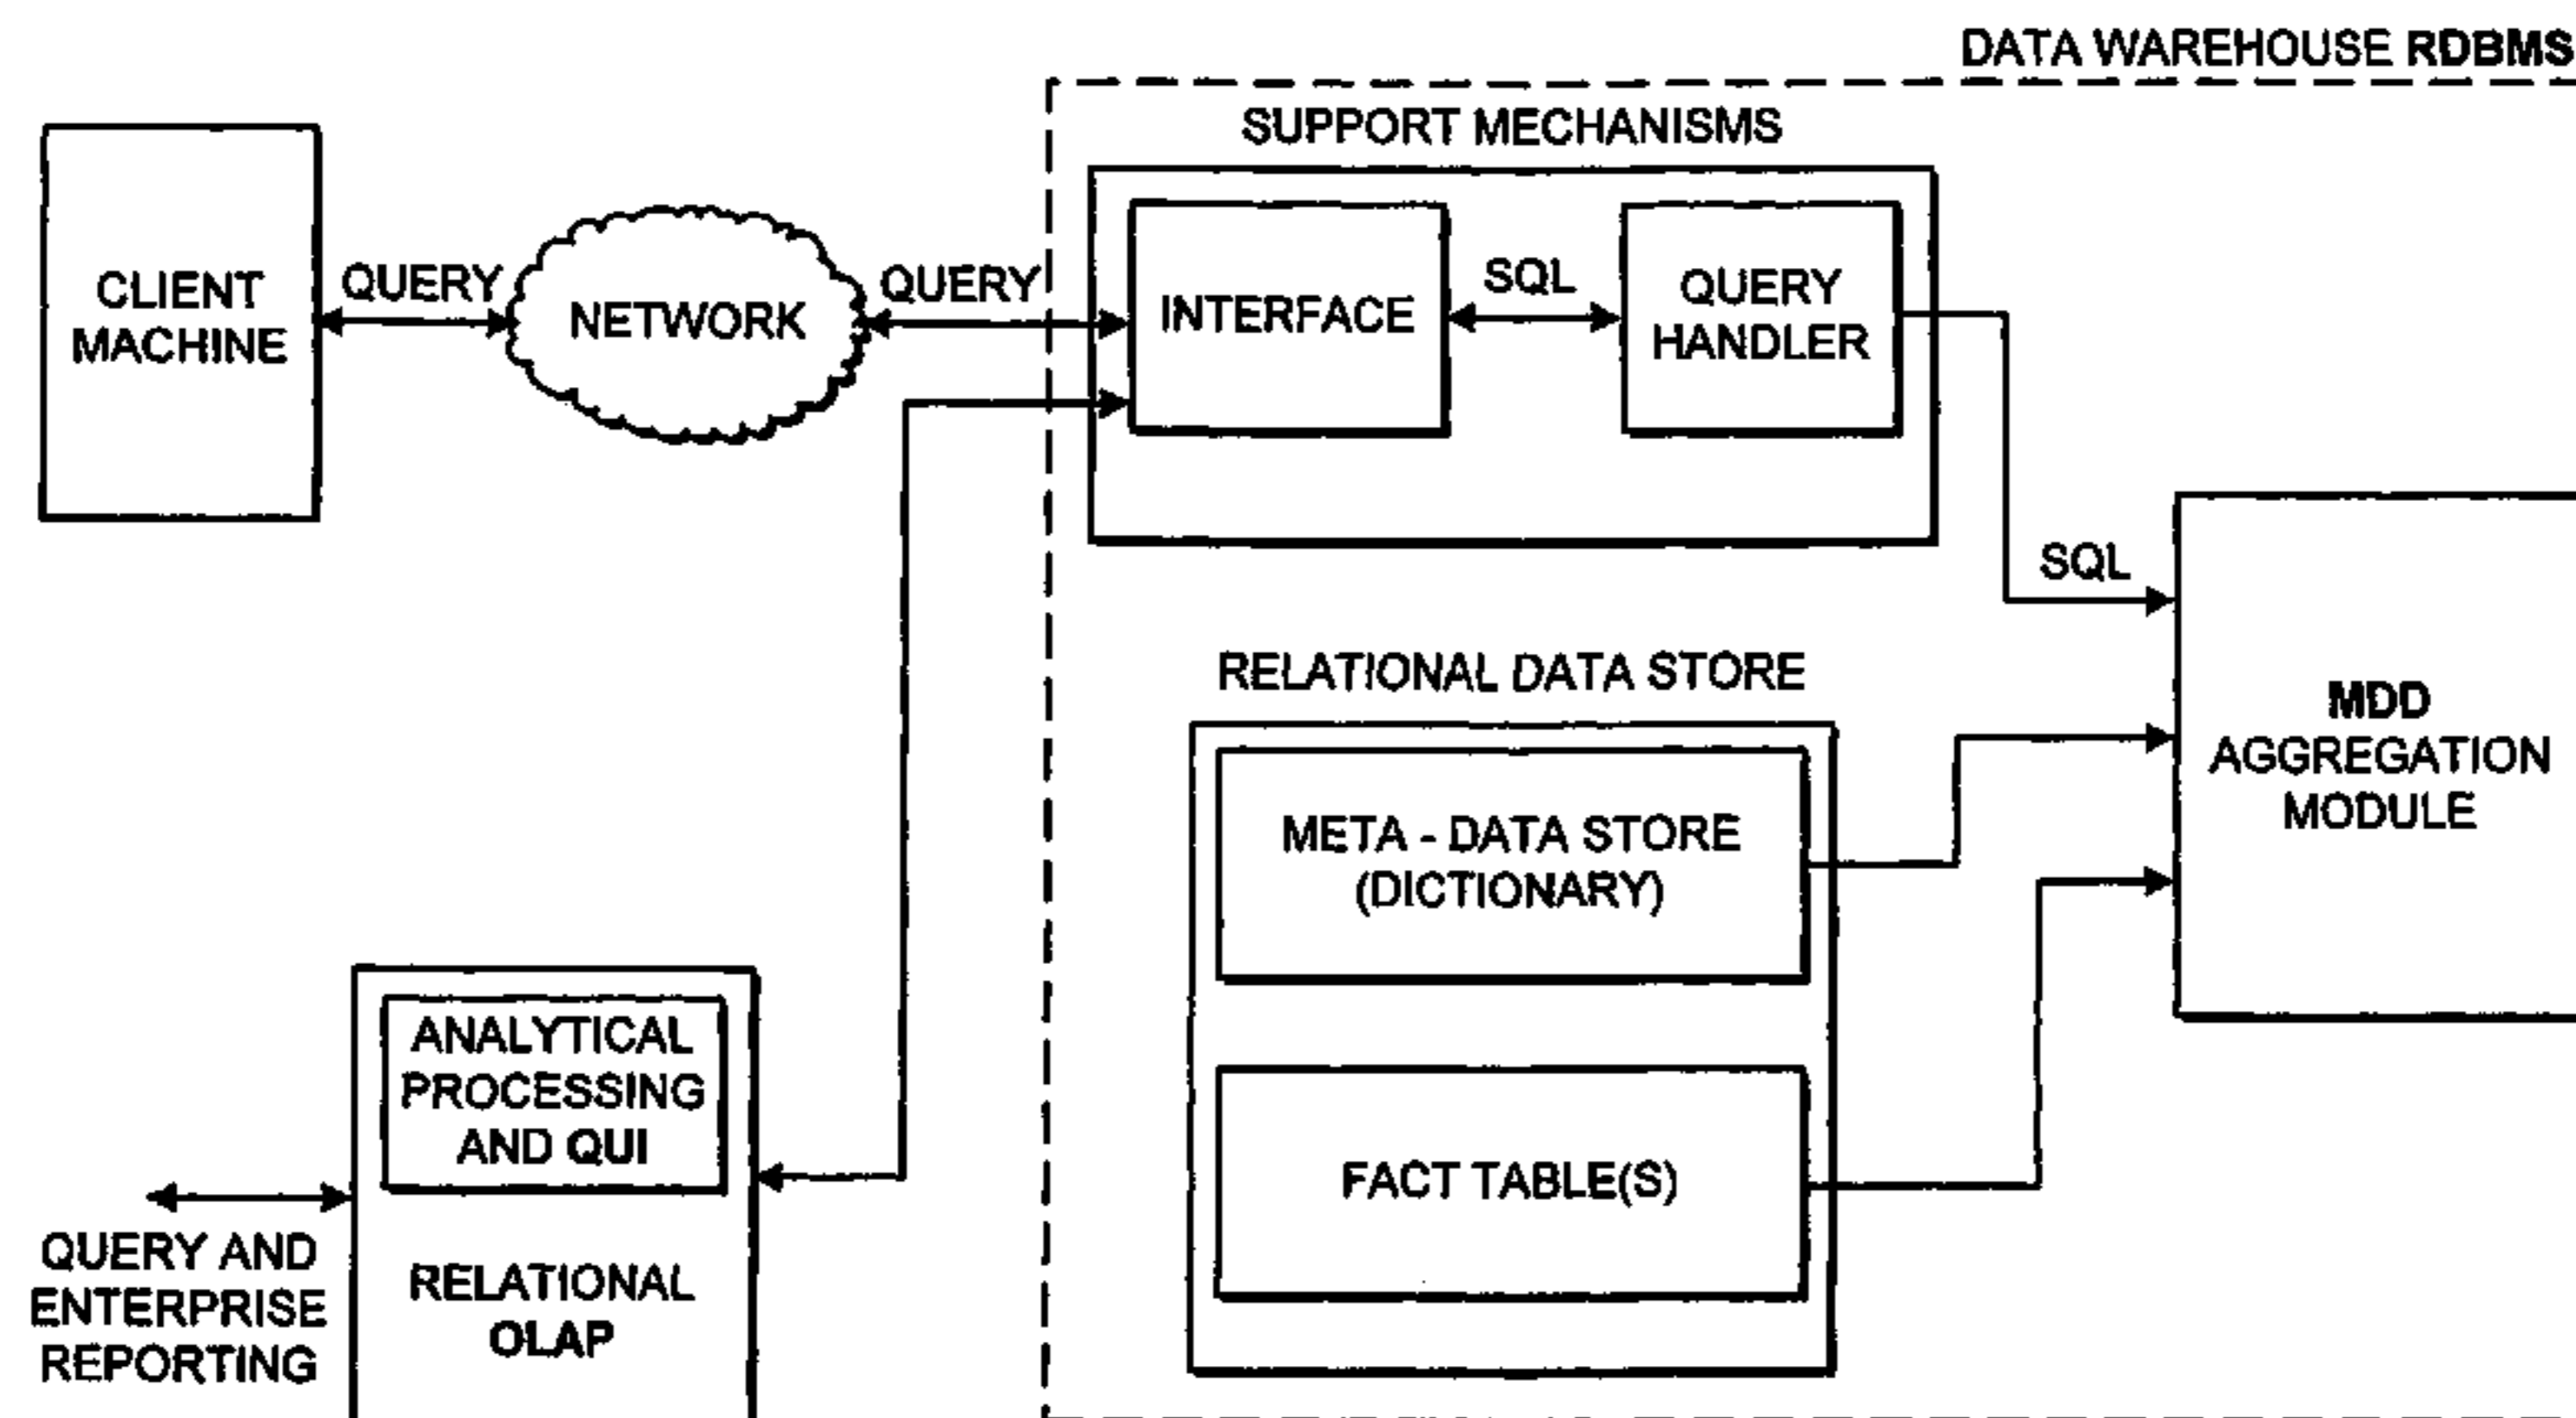 DATA WAREHOUSE RDBMS
SUPPORT MECHANISMS
CLIENT
MACHINE
QUERY
NETWORK
QUERY
INTERFACE
SQL
QUERY
HANDLER
SQL
RELATIONAL DATA STORE
MDD
AGGREGATION
MODULE
META - DATA STORE
(DICTIONARY)
FACT TABLE(S)
ANALYTICAL
PROCESSING
AND QUI
RELATIONAL
OLAP
QUERY AND
ENTERPRISE
REPORTING